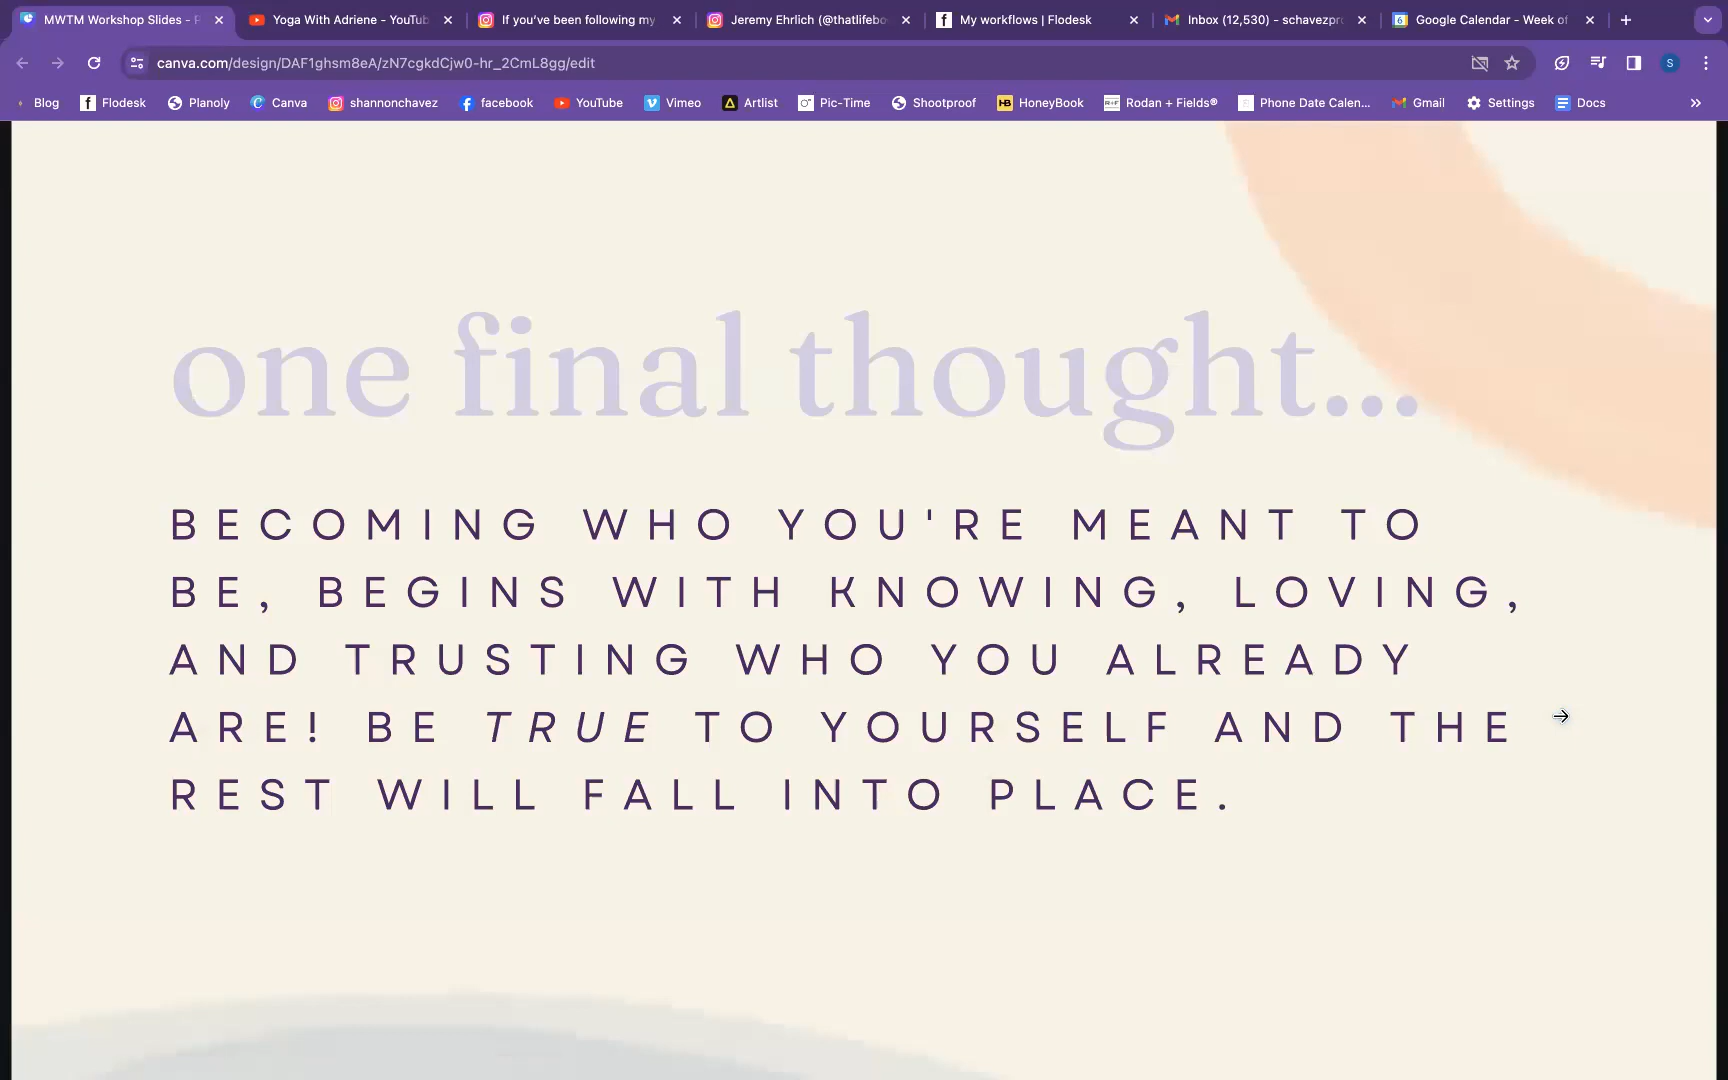 MWTM Workshop Slides - P
Yoga With Adriene - YouTub
If you've been following my
Jeremy Ehrlich (@thatlifebo
My workflows | Flodesk
Inbox (12,530) - schavezpr
Google Calendar - Week of
canva.com/design/DAF1ghsm8eA/zN7cgkdCjw0-hr_2CmL8gg/edit
S
Blog
Flodesk
Planoly
Canva
shannonchavez
facebook
YouTube
Vimeo
Artlist
Pic-Time
Shootproof
HoneyBook
Rodan + Fields®
Phone Date Calen...
Gmail
Settings
Docs
one final thought...
BECOMING WHO YOU'RE MEANT TO
BE, BEGINS WITH KNOWING, LOVING,
AND TRUSTING WHO YOU ALREADY
ARE! BE TRUE TO YOURSELF AND THE
REST WILL FALL INTO PLACE.